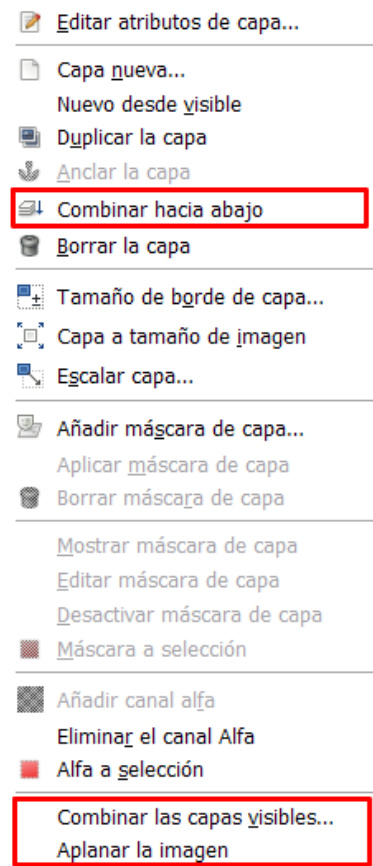 Editar atributos de capa...
Capa nueva...
Nuevo desde visible
Duplicar la capa
Anclar la capa
Combinar hacia abajo
Borrar la capa
Tamaño de borde de capa...
Capa a tamaño de imagen
Escalar capa...
Añadir máscara de capa...
Aplicar máscara de capa
Borrar máscara de capa
Mostrar máscara de capa
Editar máscara de capa
Desactivar máscara de capa
Máscara a selección
Añadir canal alfa
Eliminar el canal Alfa
Alfa a selección
Combinar las capas visibles...
Aplanar la imagen